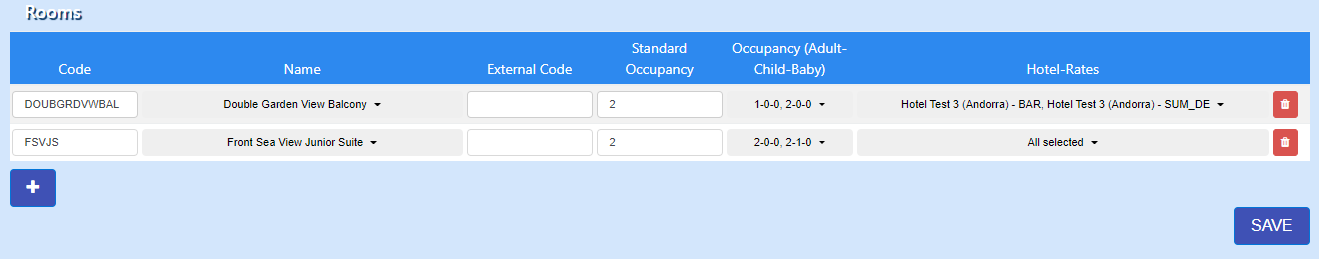 Rooms
Code Name External Code Standard Occupancy Occupancy (Adult-Child-Baby) Hotel-Rates
DOUBGRDVWBAL Double Garden View Balcony 2 1-0-0, 2-0-0 Hotel Test 3 (Andorra) - BAR, Hotel Test 3 (Andorra) - SUM_DE
FSVJS Front Sea View Junior Suite 2 2-0-0, 2-1-0 All selected
+
SAVE